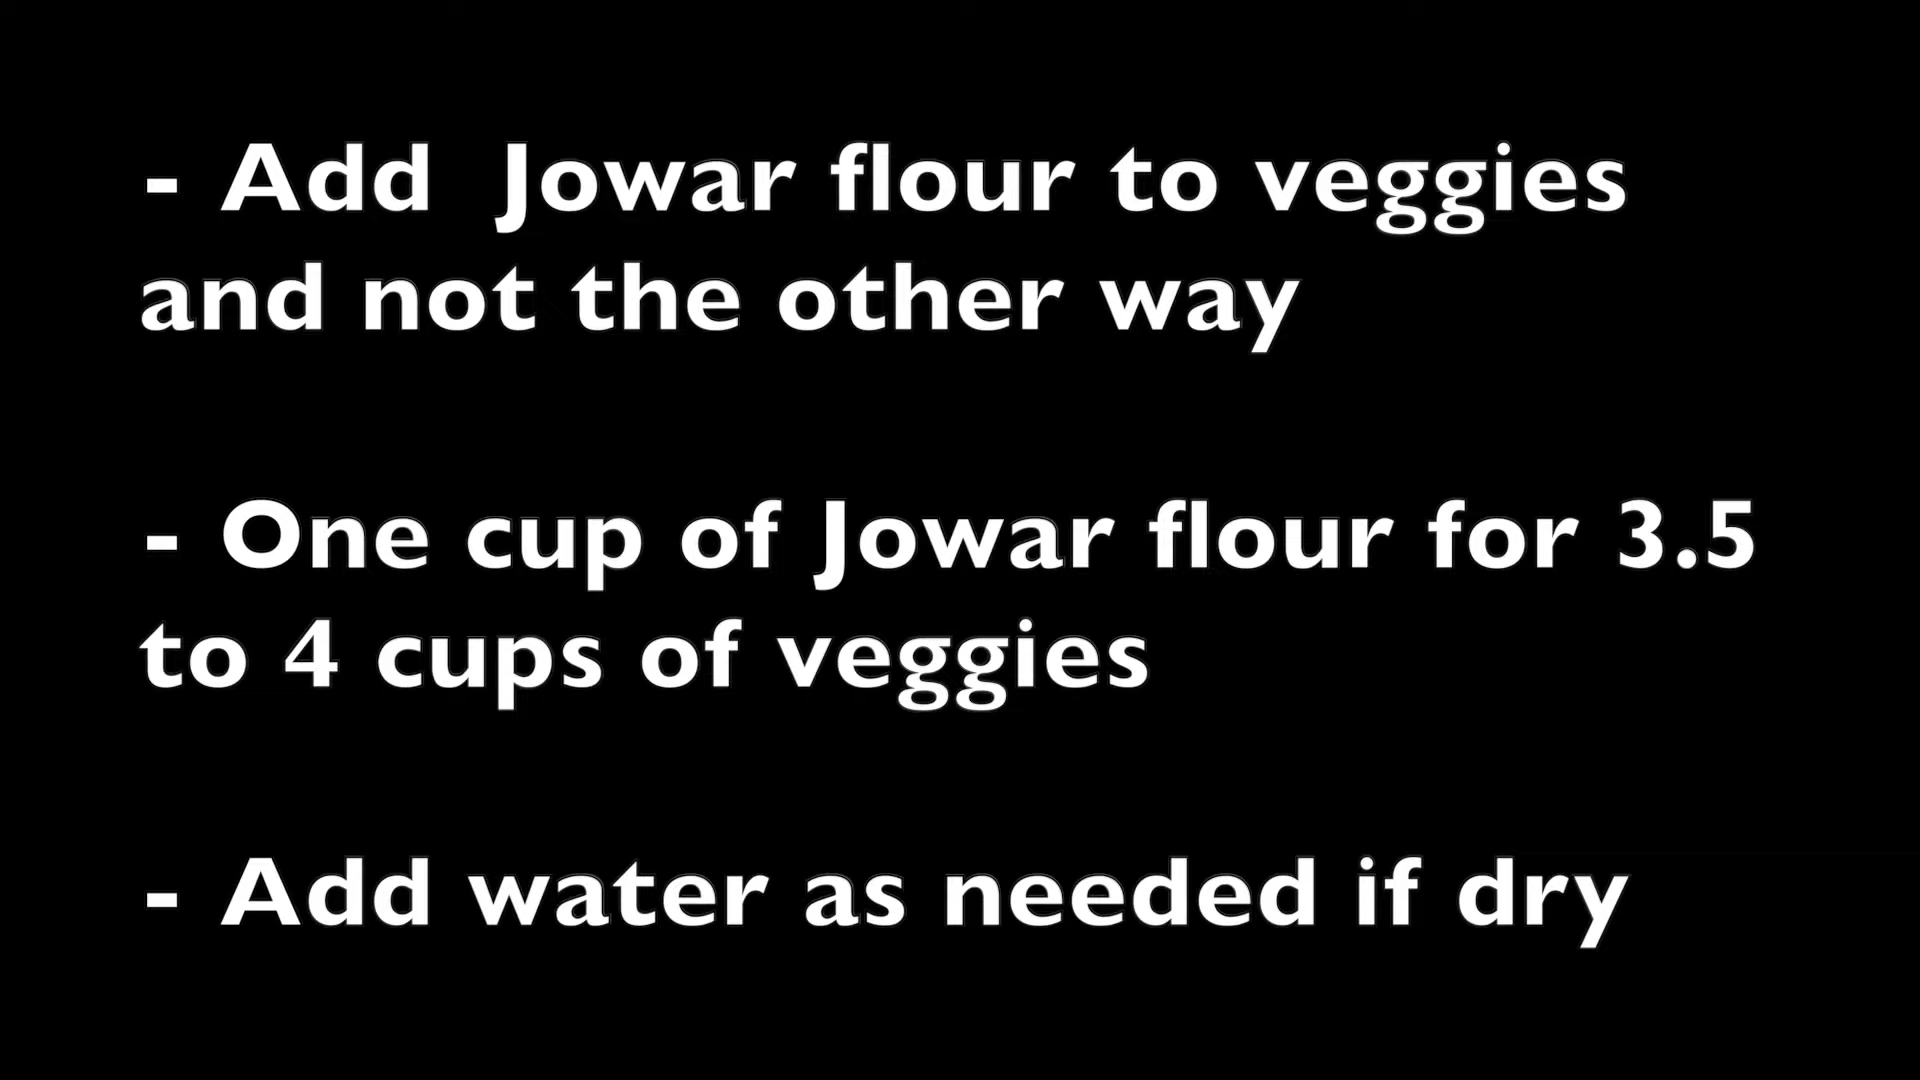 - Add  Jowar flour to veggies
and not the other way
- One cup of Jowar flour for 3.5
to 4 cups of veggies
- Add water as needed if dry